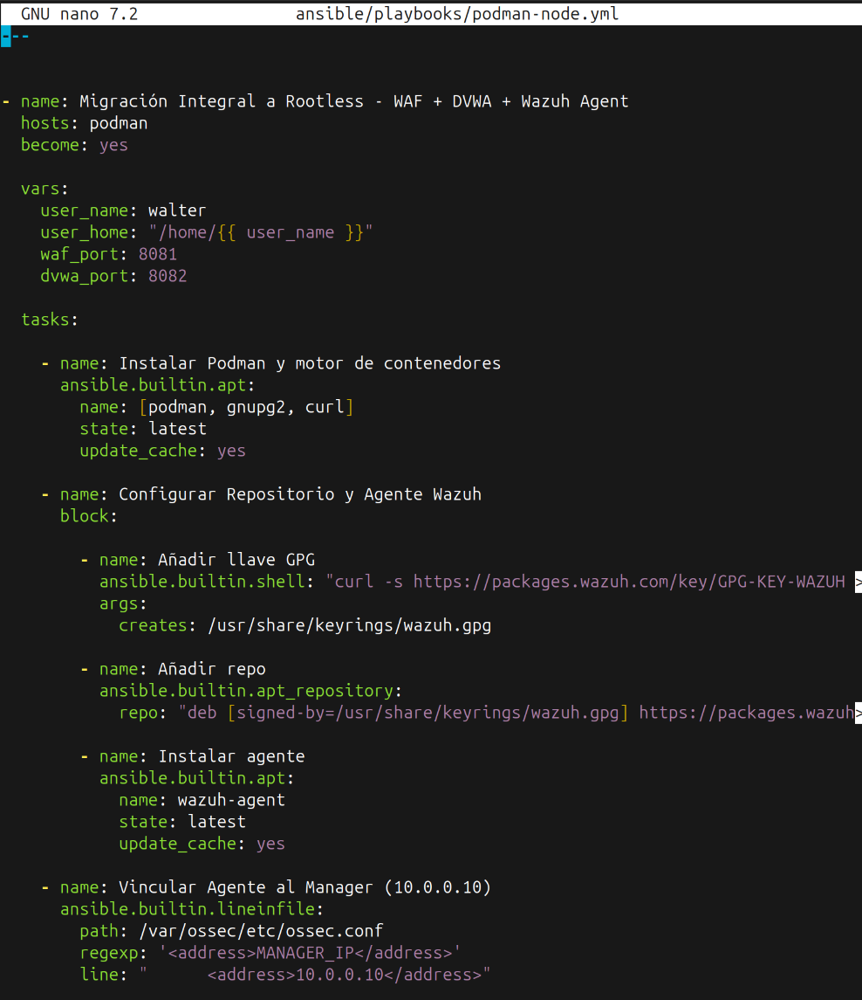 GNU nano 7.2 ansible/playbooks/podman-node.yml
---
- name: Migración Integral a Rootless - WAF + DVWA + Wazuh Agent
  hosts: podman
  become: yes
  vars:
    user_name: walter
    user_home: "/home/{{ user_name }}"
    waf_port: 8081
    dvwa_port: 8082
  tasks:
    - name: Instalar Podman y motor de contenedores
      ansible.builtin.apt:
        name: [podman, gnupg2, curl]
        state: latest
        update_cache: yes
    - name: Configurar Repositorio y Agente Wazuh
      block:
        - name: Añadir llave GPG
          ansible.builtin.shell: "curl -s https://packages.wazuh.com/key/GPG-KEY-WAZUH >
          args:
            creates: /usr/share/keyrings/wazuh.gpg
        - name: Añadir repo
          ansible.builtin.apt_repository:
            repo: "deb [signed-by=/usr/share/keyrings/wazuh.gpg] https://packages.wazuh>
        - name: Instalar agente
          ansible.builtin.apt:
            name: wazuh-agent
            state: latest
            update_cache: yes
    - name: Vincular Agente al Manager (10.0.0.10)
      ansible.builtin.lineinfile:
        path: /var/ossec/etc/ossec.conf
        regexp: '<address>MANAGER_IP</address>'
        line: "      <address>10.0.0.10</address>"